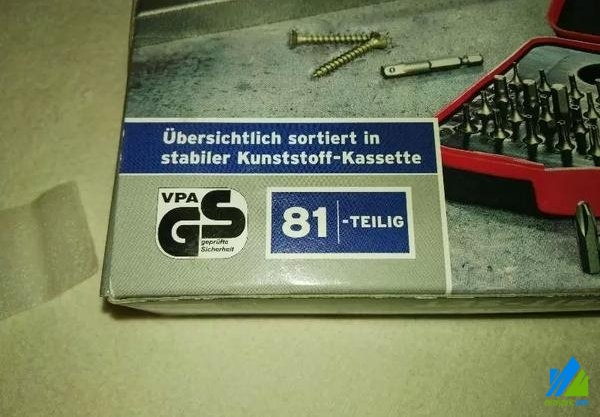 Übersichtlich sortiert in
stabiler Kunststoff-Kassette
VPA
GS
geprüfte
Sicherheit
81 -TEILIG